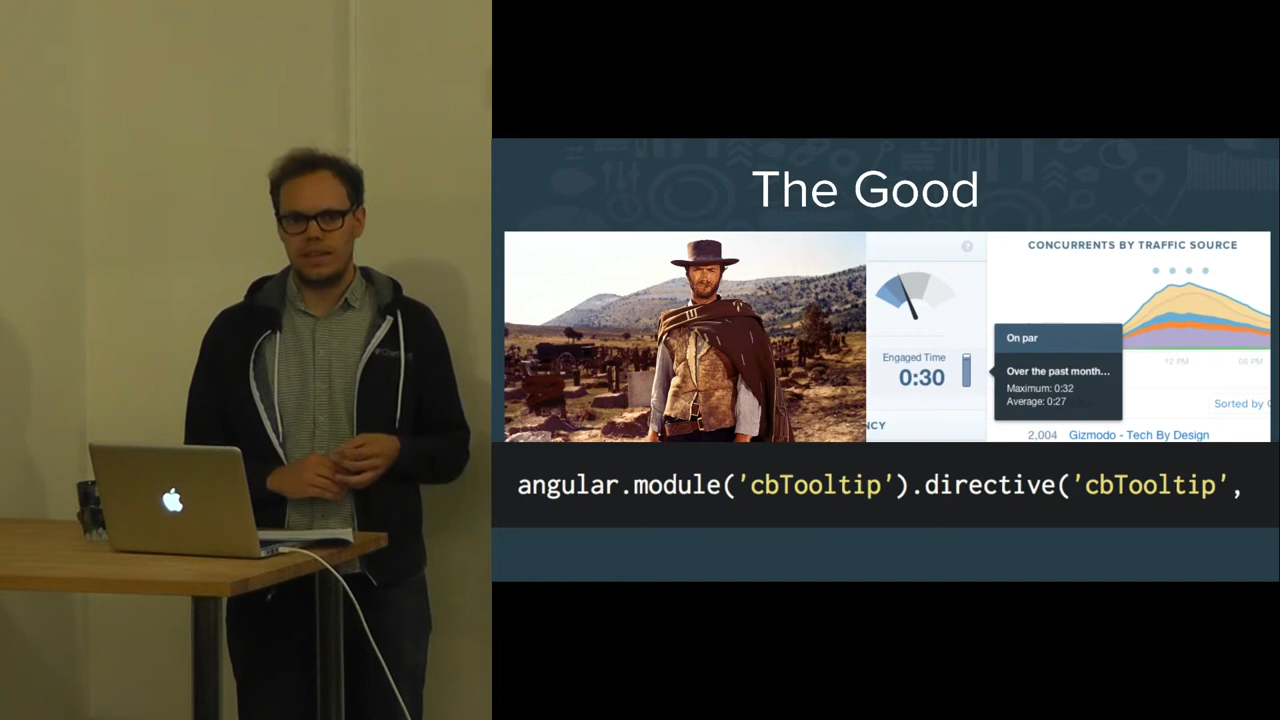 The Good
CONCURRENTS BY TRAFFIC SOURCE
?
On par
Engaged Time
0:30
Over the past month...
Maximum: 0:32
Average: 0:27
12 PM
06 PM
Sorted by
NCY
2,004 Gizmodo - Tech By Design
angular.module('cbTooltip').directive('cbTooltip',